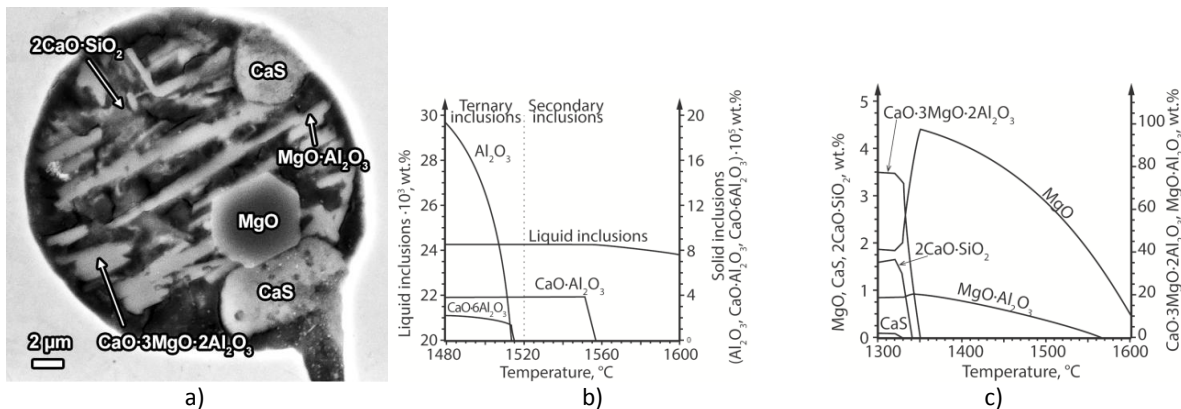 2CaO·SiO₂
CaS
MgO·Al₂O₃
MgO
CaS
2 µm
CaO·3MgO·2Al₂O₃
a)
Liquid inclusions ·10³, wt.%
30
28
26
24
22
20
Ternary inclusions
Secondary inclusions
Al₂O₃
Liquid inclusions
CaO·Al₂O₃
CaO·6Al₂O₃
20
16
12
8
4
0
Solid inclusions
(Al₂O₃, CaO·Al₂O₃, CaO·6Al₂O₃)·10⁵, wt.%
1480 1520 1560 1600
Temperature, °C
b)
MgO, CaS, 2CaO·SiO₂, wt.%
5
4
3
2
1
0
CaO·3MgO·2Al₂O₃
MgO
2CaO·SiO₂
MgO·Al₂O₃
CaS
100
80
60
40
20
0
CaO·3MgO·2Al₂O₃, MgO·Al₂O₃, wt.%
1300 1400 1500 1600
Temperature, °C
c)